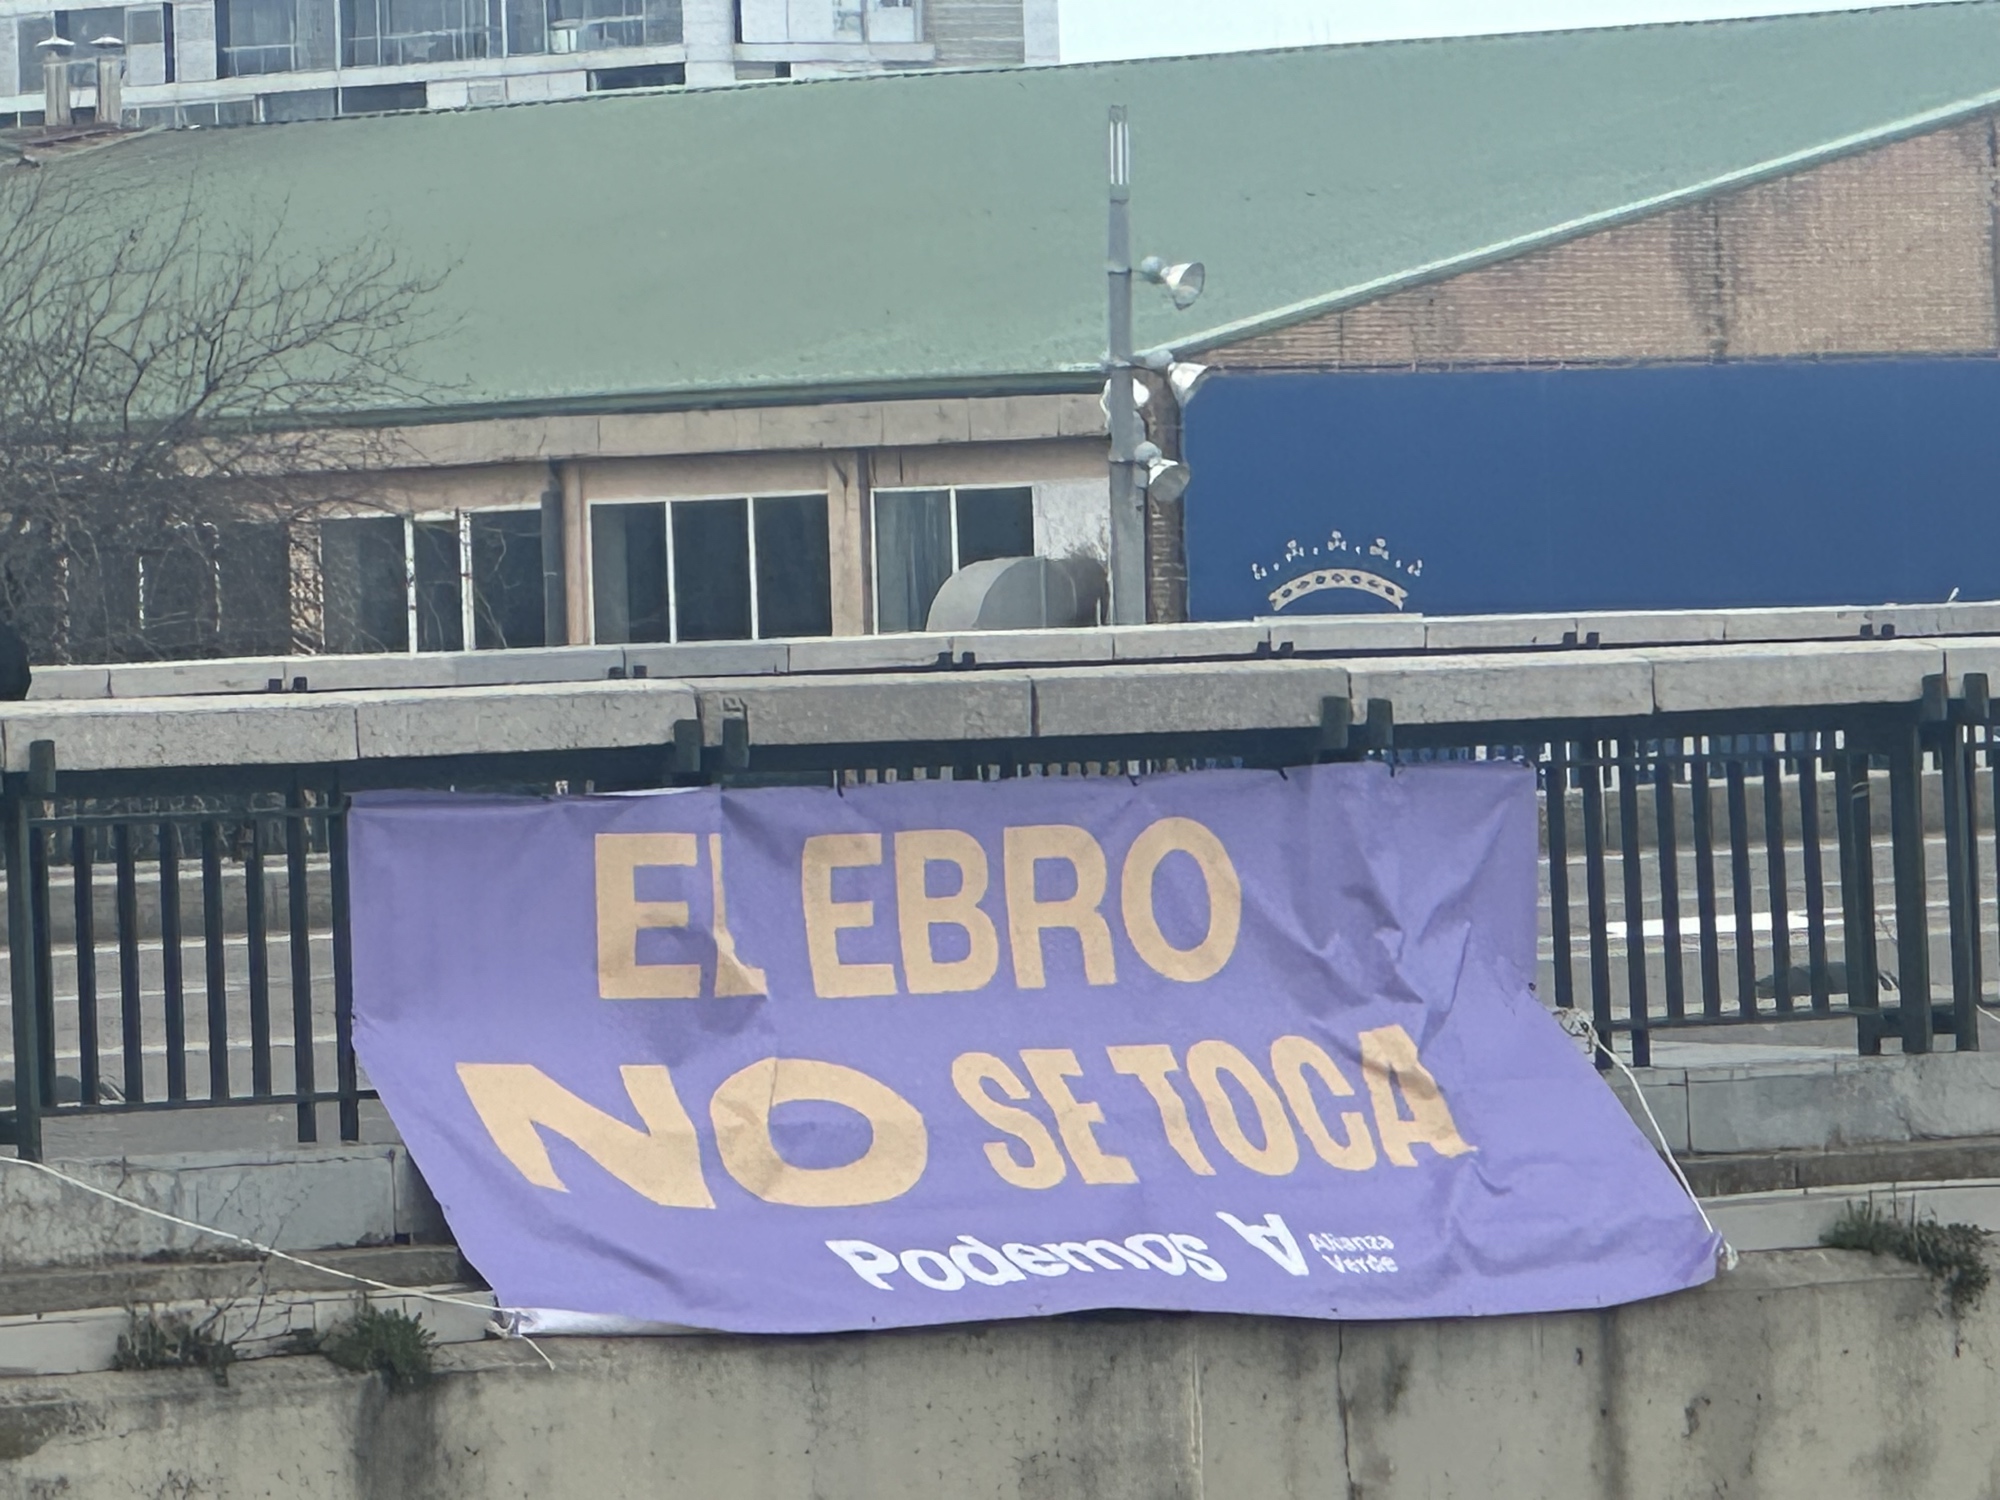 EL EBRO
NO SE TOCA
Podemos
Alianza
Verde